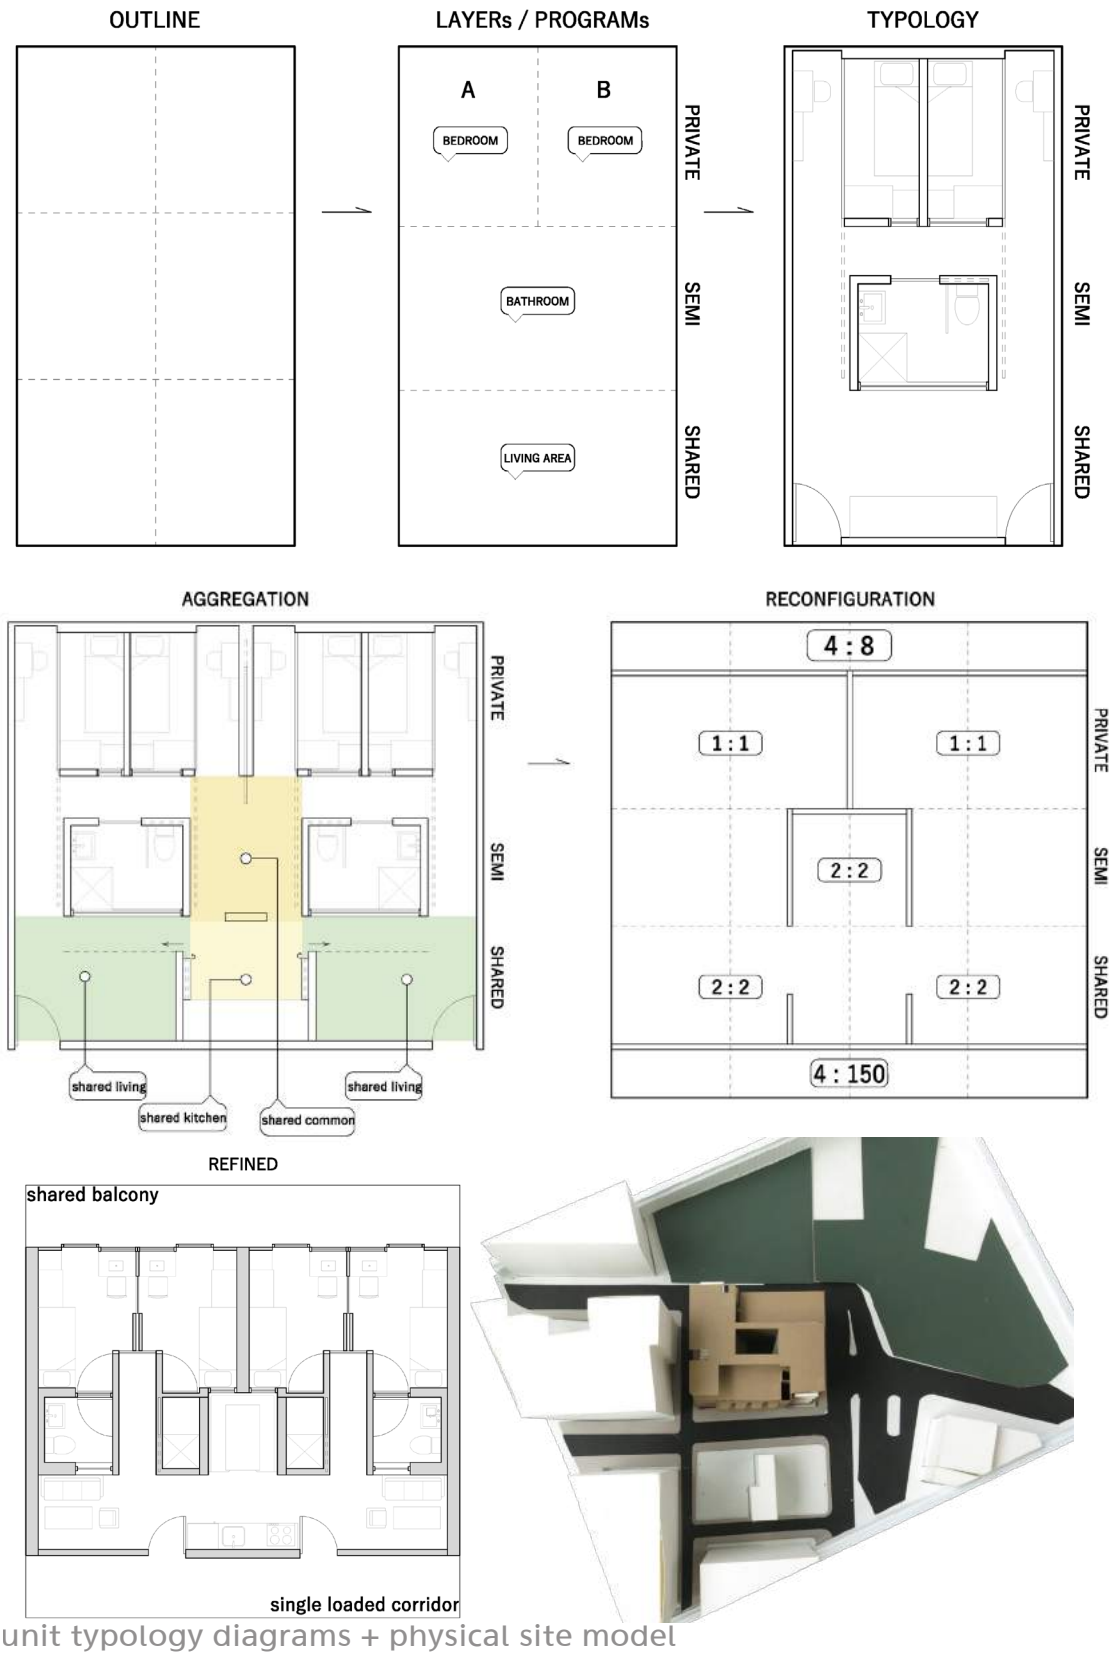 OUTLINE
LAYERs / PROGRAMs
TYPOLOGY
A
B
BEDROOM
BEDROOM
BATHROOM
LIVING AREA
PRIVATE
SEMI
SHARED
PRIVATE
SEMI
SHARED
AGGREGATION
RECONFIGURATION
PRIVATE
SEMI
SHARED
shared living
shared kitchen
shared common
shared living
4 : 8
1 : 1
1 : 1
2 : 2
2 : 2
2 : 2
4 : 150
PRIVATE
SEMI
SHARED
REFINED
shared balcony
single loaded corridor
unit typology diagrams + physical site model